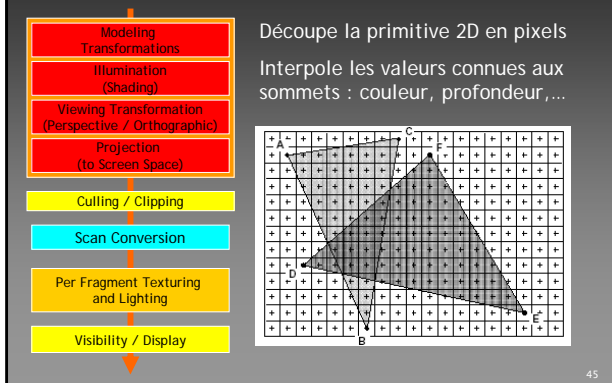 Modeling
Transformations
Illumination
(Shading)
Viewing Transformation
(Perspective / Orthographic)
Projection
(to Screen Space)
Culling / Clipping
Scan Conversion
Per Fragment Texturing
and Lighting
Visibility / Display
Découpe la primitive 2D en pixels
Interpole les valeurs connues aux
sommets : couleur, profondeur,...
A
C
F
D
E
B
45